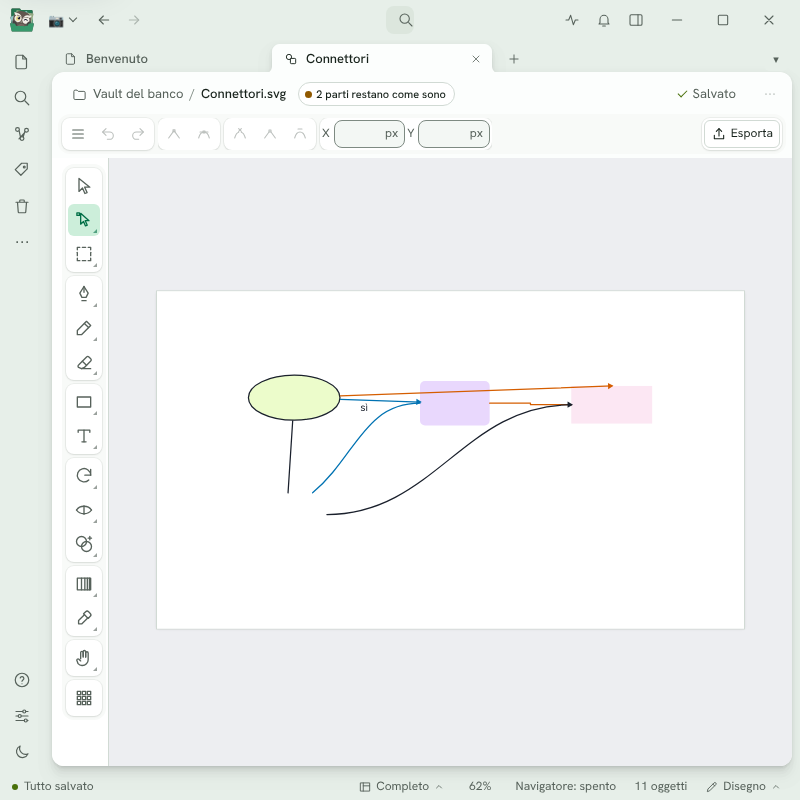 Benvenuto
Connettori
Vault del banco / Connettori.svg
2 parti restano come sono
Salvato
X px Y px
Esporta
sì
Tutto salvato
Completo
62%
Navigatore: spento
11 oggetti
Disegno